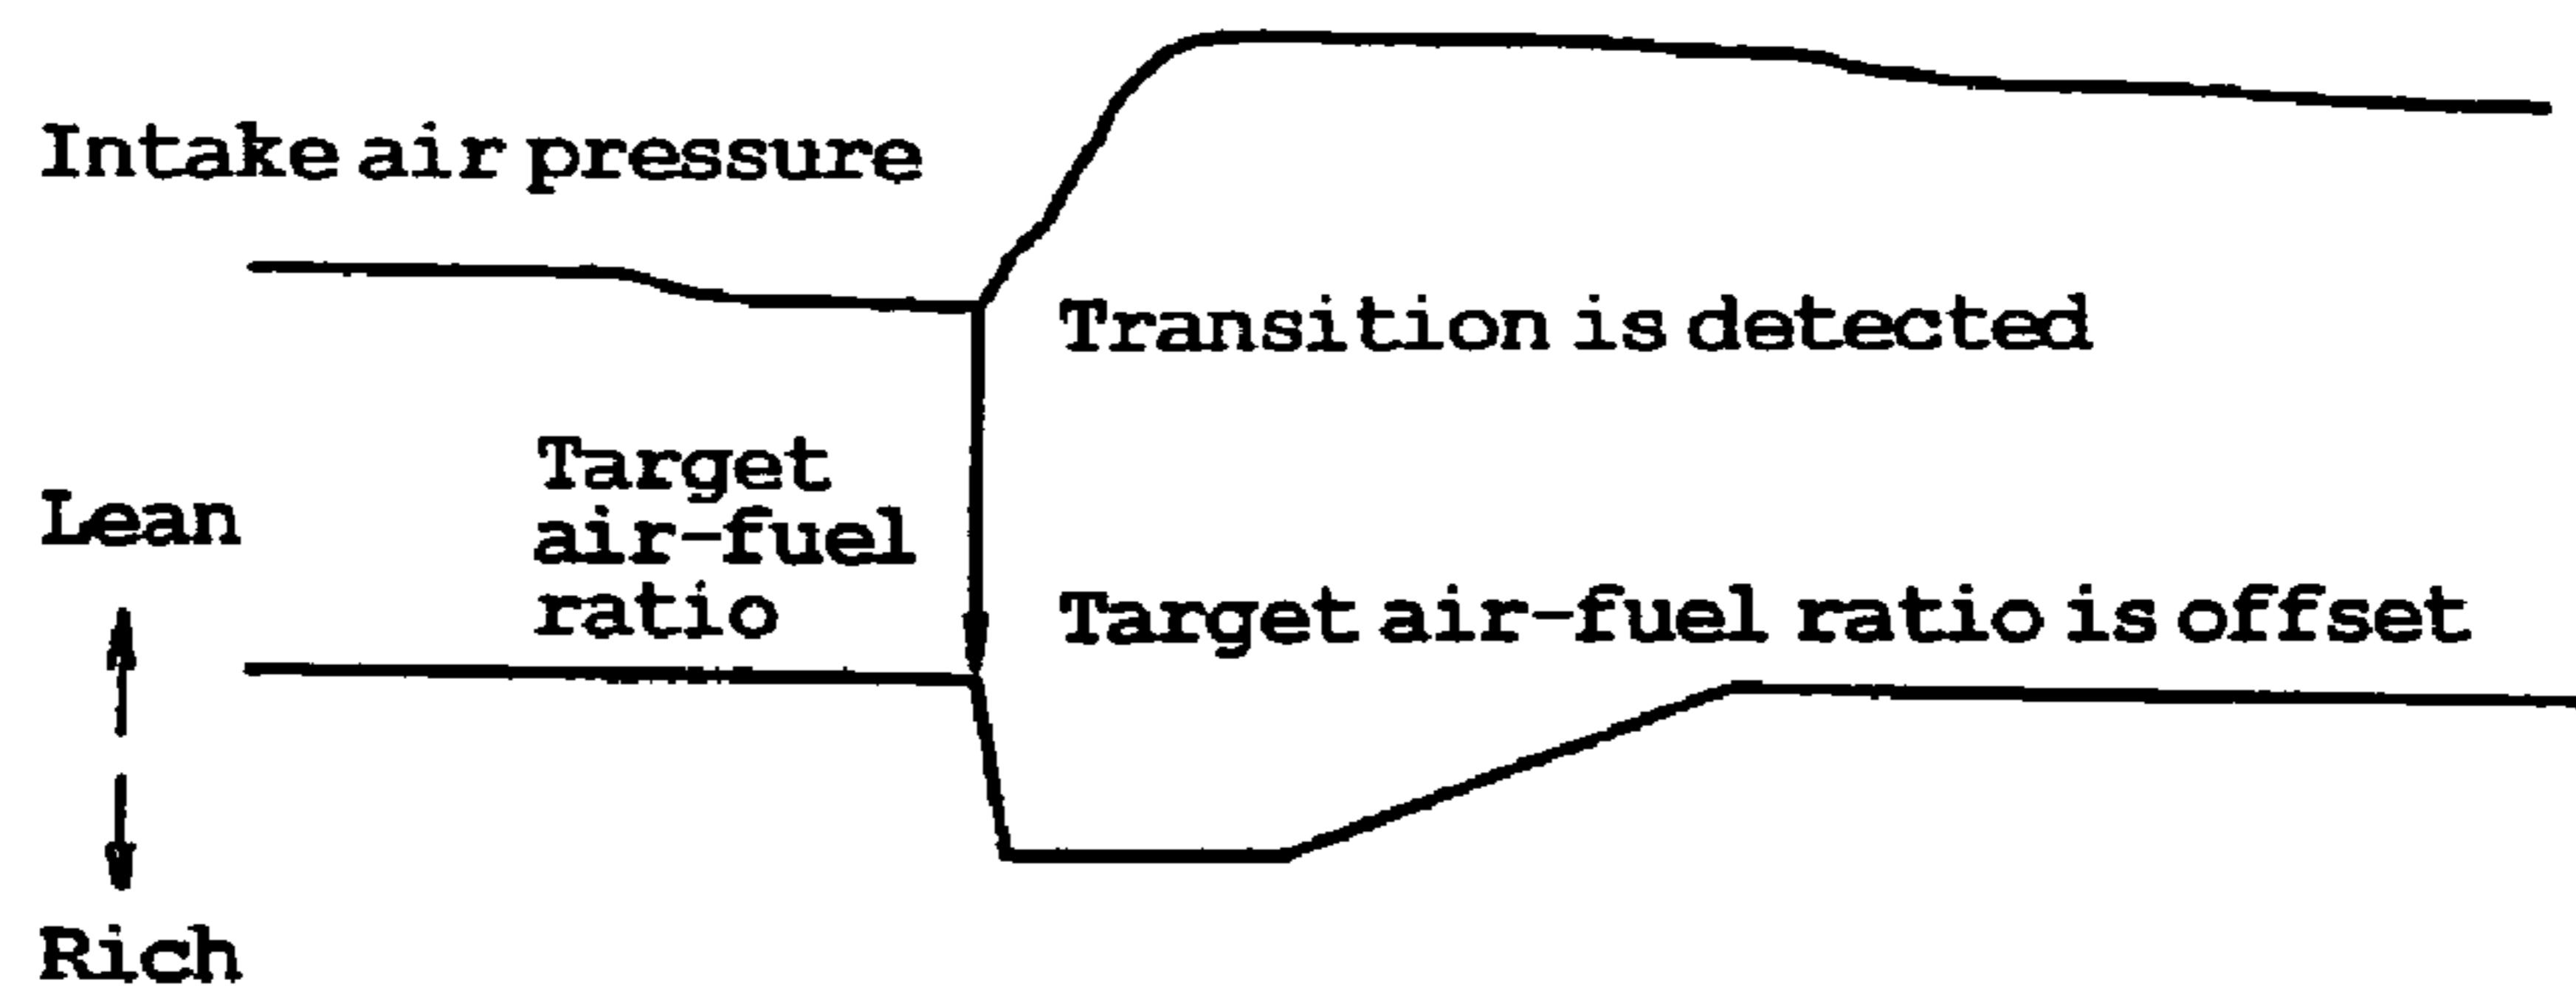 Intake air pressure
Transition is detected
Target
air-fuel
ratio
Lean
Target air-fuel ratio is offset
Rich